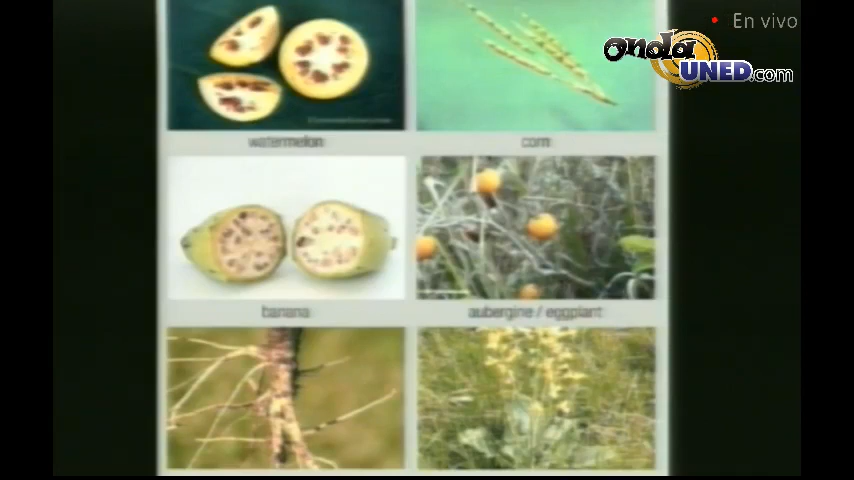 En vivo
onda
UNED.com
watermelon
corn
banana
aubergine / eggplant